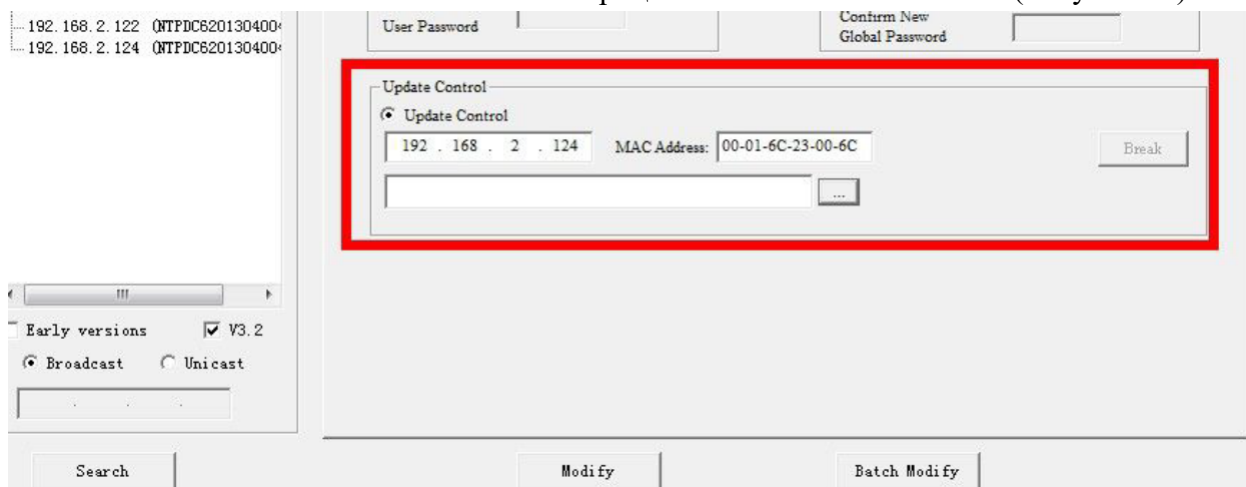 192.168.2.122 (NTPDC620130400
192.168.2.124 (NTPDC620130400
User Password
Confirm New
Global Password
Update Control
Update Control
192 . 168 . 2 . 124
MAC Address:
00-01-6C-23-00-6C
Break
...
Early versions
V3.2
Broadcast
Unicast
. . .
Search
Modify
Batch Modify